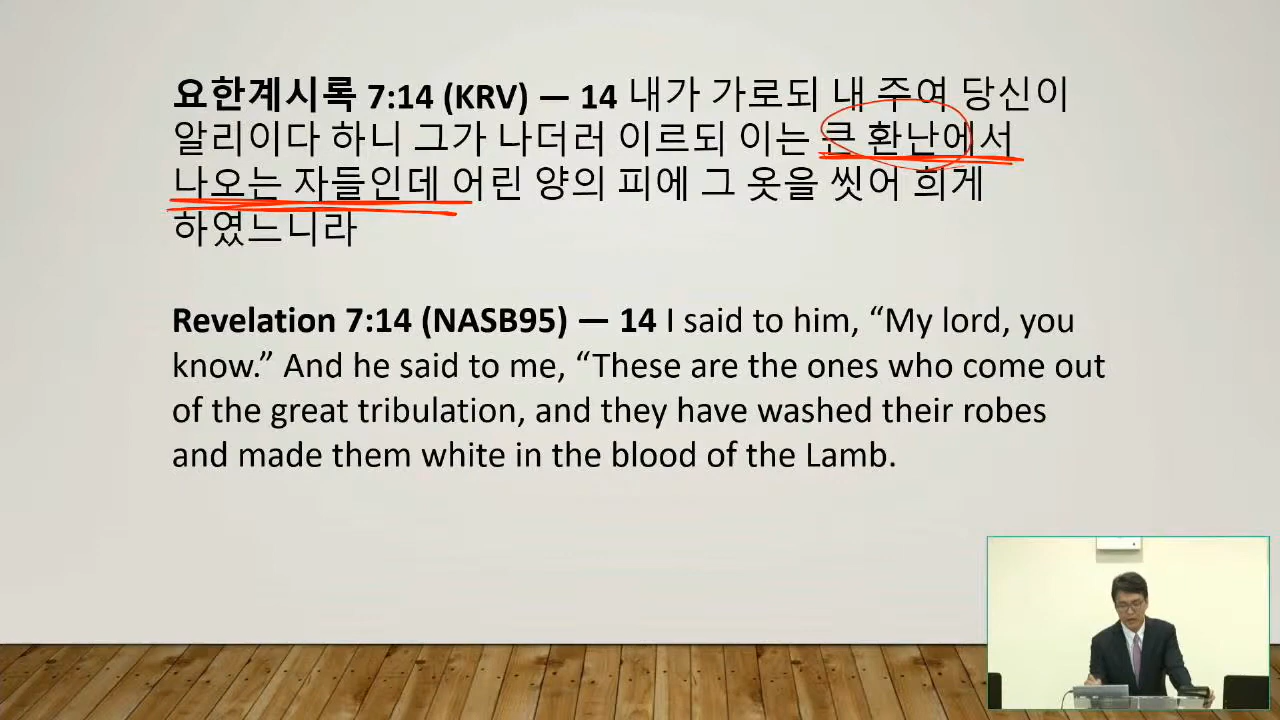 요한계시록 7:14 (KRV) — 14 내가 가로되 내 주여 당신이
알리이다 하니 그가 나더러 이르되 이는 큰 환난에서
나오는 자들인데 어린 양의 피에 그 옷을 씻어 희게
하였느니라
Revelation 7:14 (NASB95) — 14 I said to him, “My lord, you
know.” And he said to me, “These are the ones who come out
of the great tribulation, and they have washed their robes
and made them white in the blood of the Lamb.